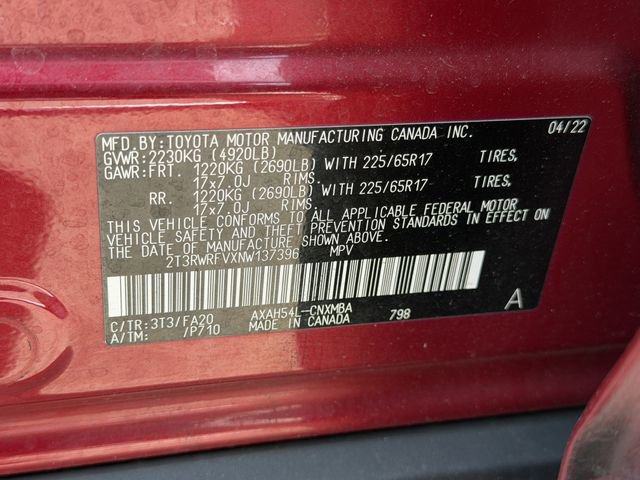 MFD.BY:TOYOTA MOTOR MANUFACTURING CANADA INC. 04/22
GVWR:2230KG (4920LB)
GAWR:FRT. 1220KG (2690LB) WITH 225/65R17 TIRES,
17x7.0J RIMS.
RR. 1220KG (2690LB) WITH 225/65R17 TIRES,
17x7.0J RIMS.
THIS VEHICLE CONFORMS TO ALL APPLICABLE FEDERAL MOTOR
VEHICLE SAFETY AND THEFT PREVENTION STANDARDS IN EFFECT ON
THE DATE OF MANUFACTURE SHOWN ABOVE.
2T3RWRFVXNW137396 MPV
C/TR:3T3/FA20 AXAH54L-CNXMBA 798 A
A/TM: /P710 MADE IN CANADA